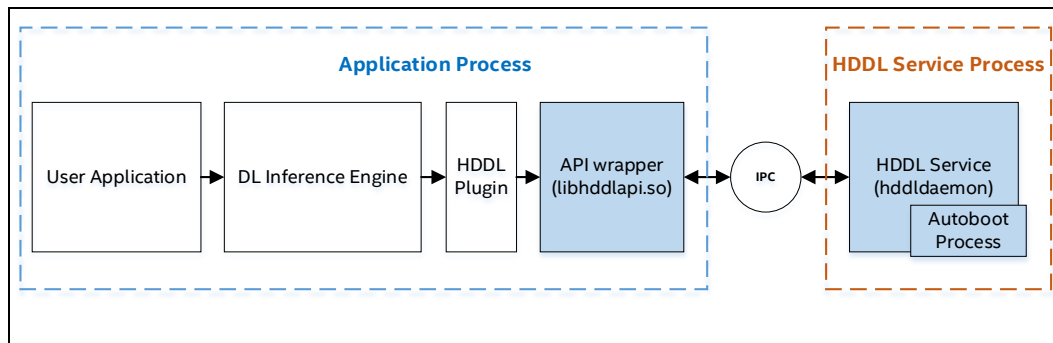 Application Process
HDDL Service Process
User Application
DL Inference Engine
HDDL
Plugin
API wrapper
(libhddlapi.so)
IPC
HDDL Service
(hddldaemon)
Autoboot
Process